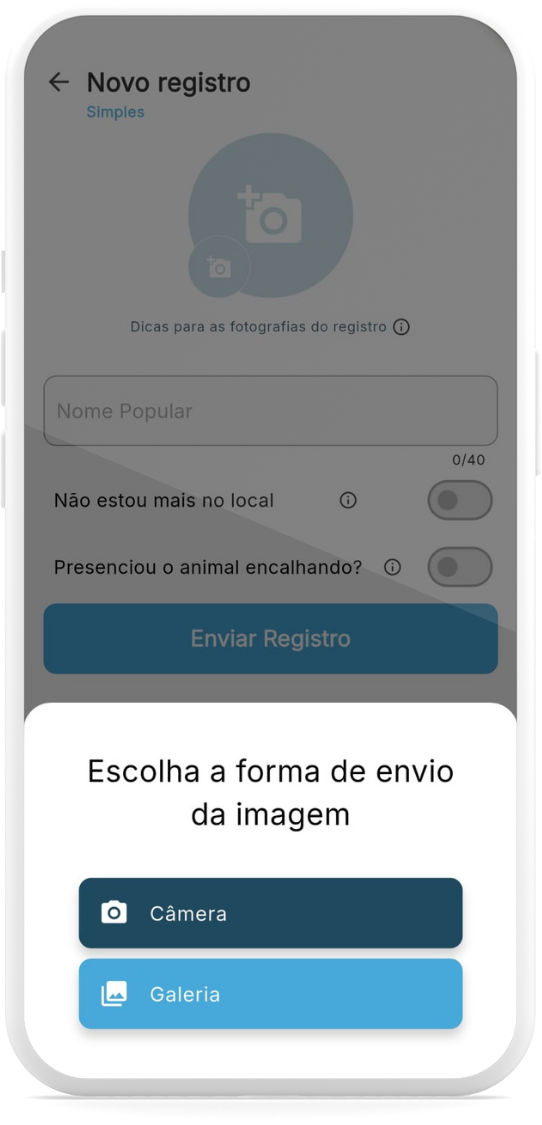 Novo registro
Simples
Dicas para as fotografias do registro
Nome Popular
0/40
Não estou mais no local
Presenciou o animal encalhando?
Enviar Registro
Escolha a forma de envio
da imagem
Câmera
Galeria